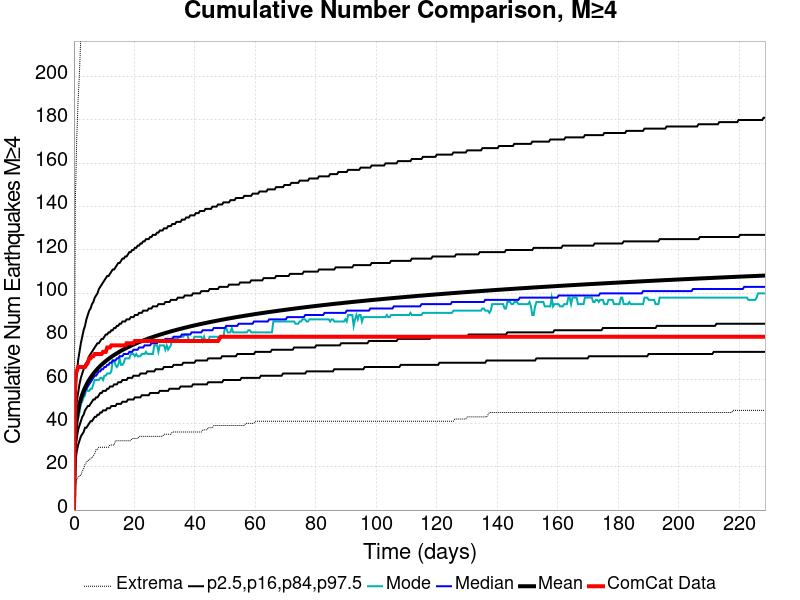 Cumulative Number Comparison, M≥4
Cumulative Num Earthquakes M≥4
200
180
160
140
120
100
80
60
40
20
0
0 20 40 60 80 100 120 140 160 180 200 220
Time (days)
Extrema p2.5,p16,p84,p97.5 Mode Median Mean ComCat Data